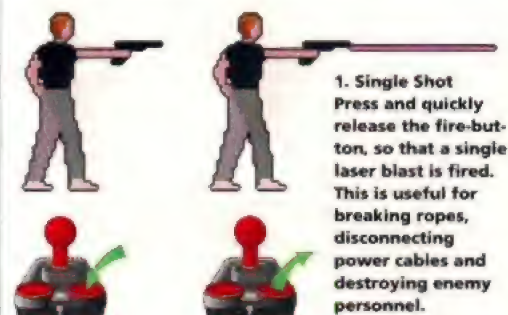 1. Single Shot
Press and quickly
release the fire-but-
ton, so that a single
laser blast is fired.
This is useful for
breaking ropes,
disconnecting
power cables and
destroying enemy
personnel.